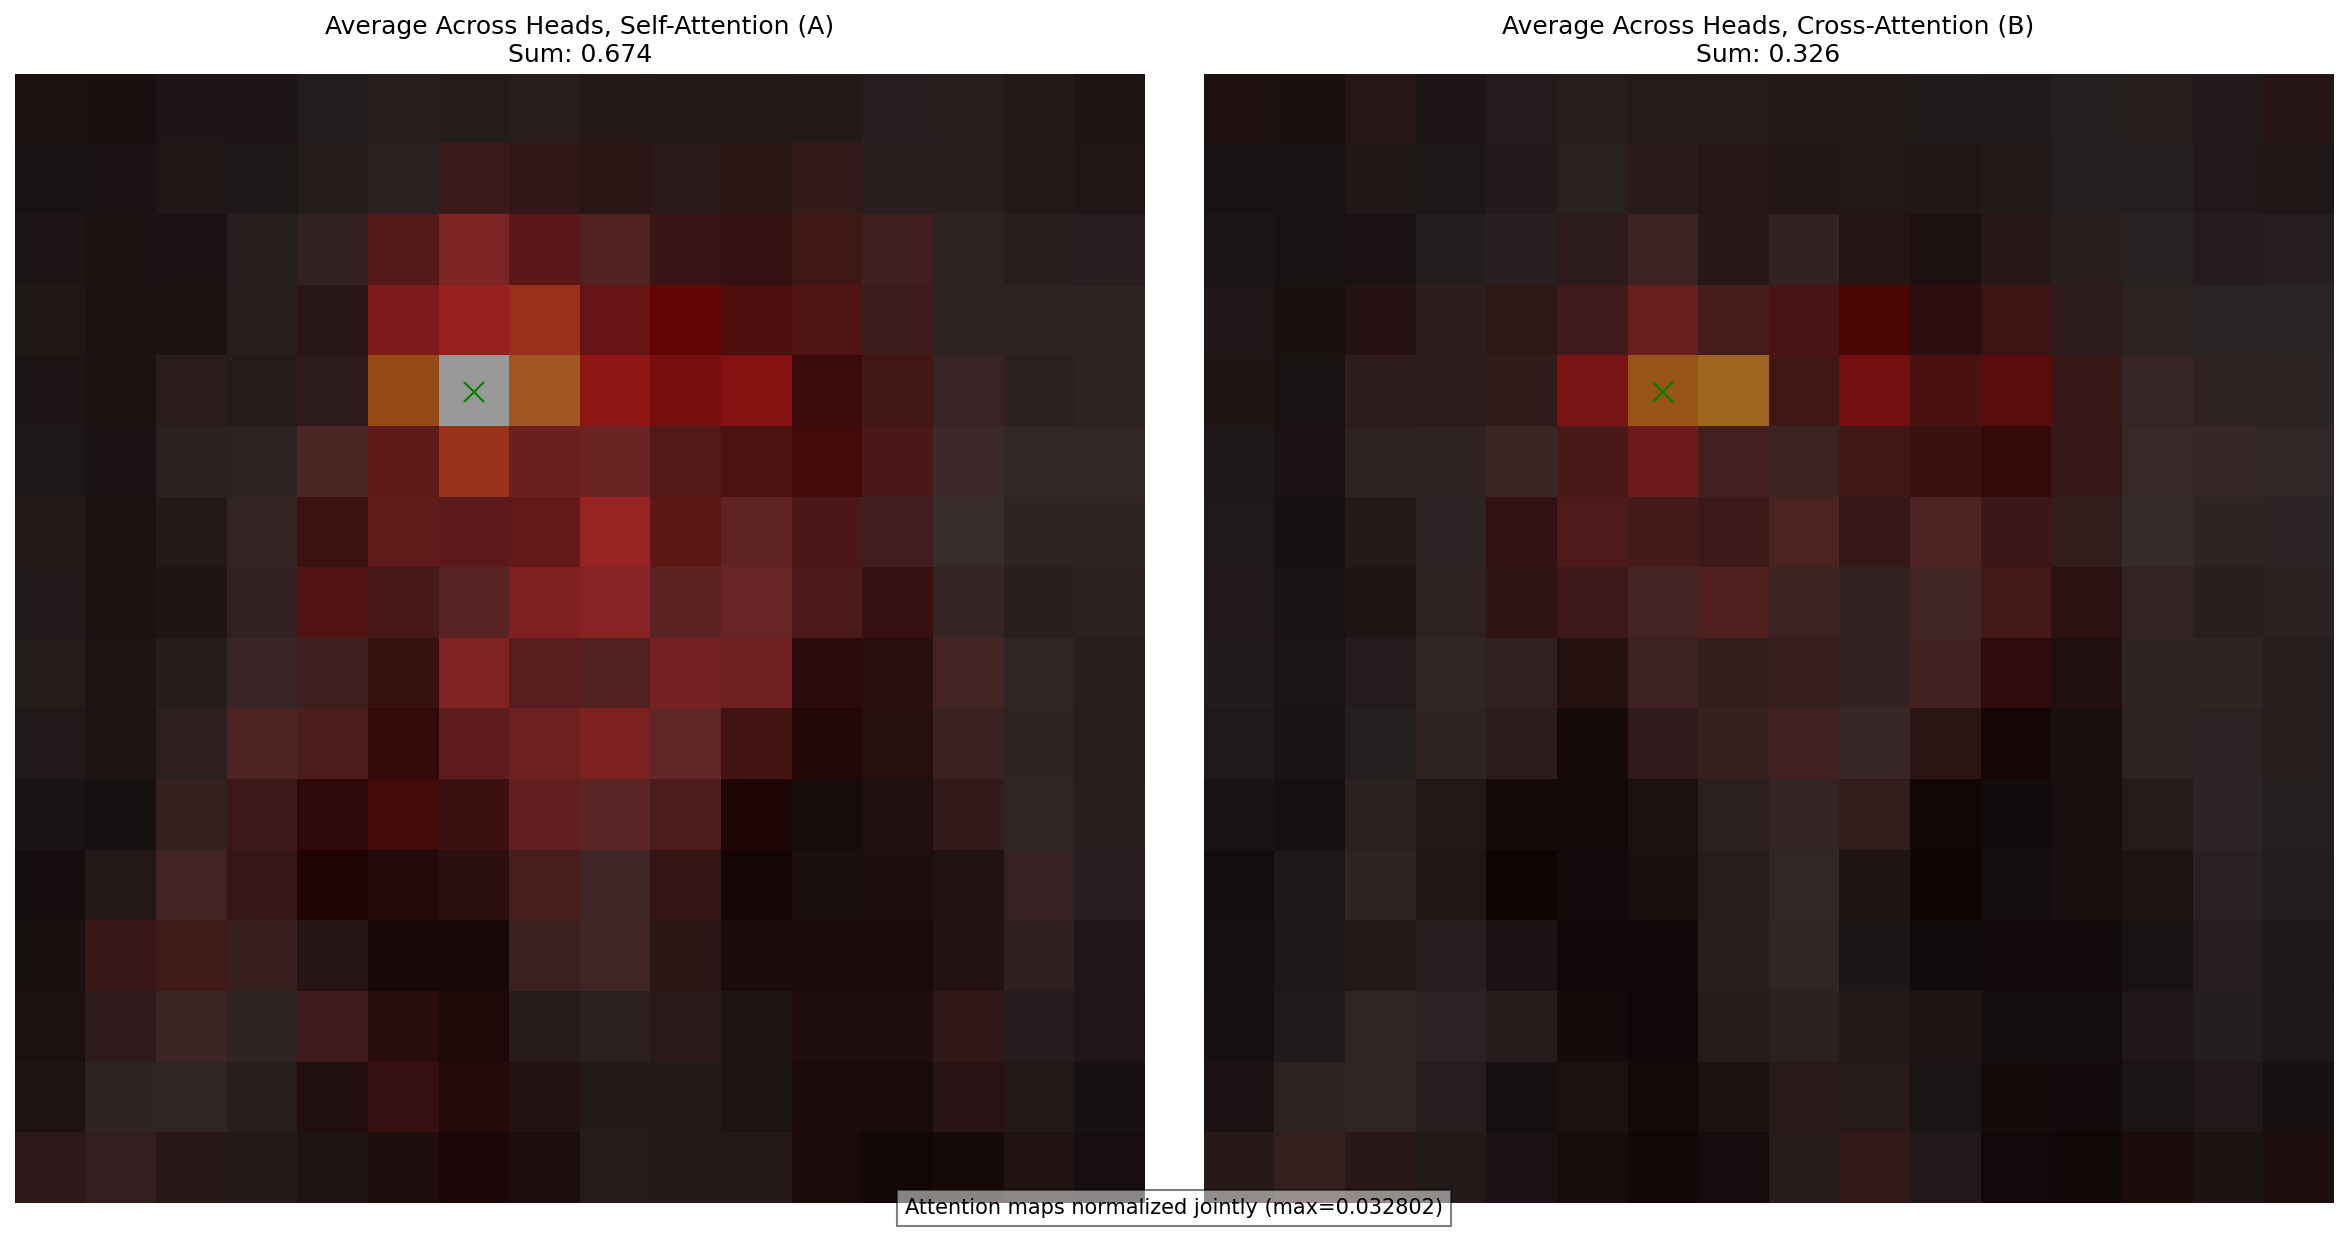 Average Across Heads, Self-Attention (A)
Sum: 0.674
Average Across Heads, Cross-Attention (B)
Sum: 0.326
Attention maps normalized jointly (max=0.032802)